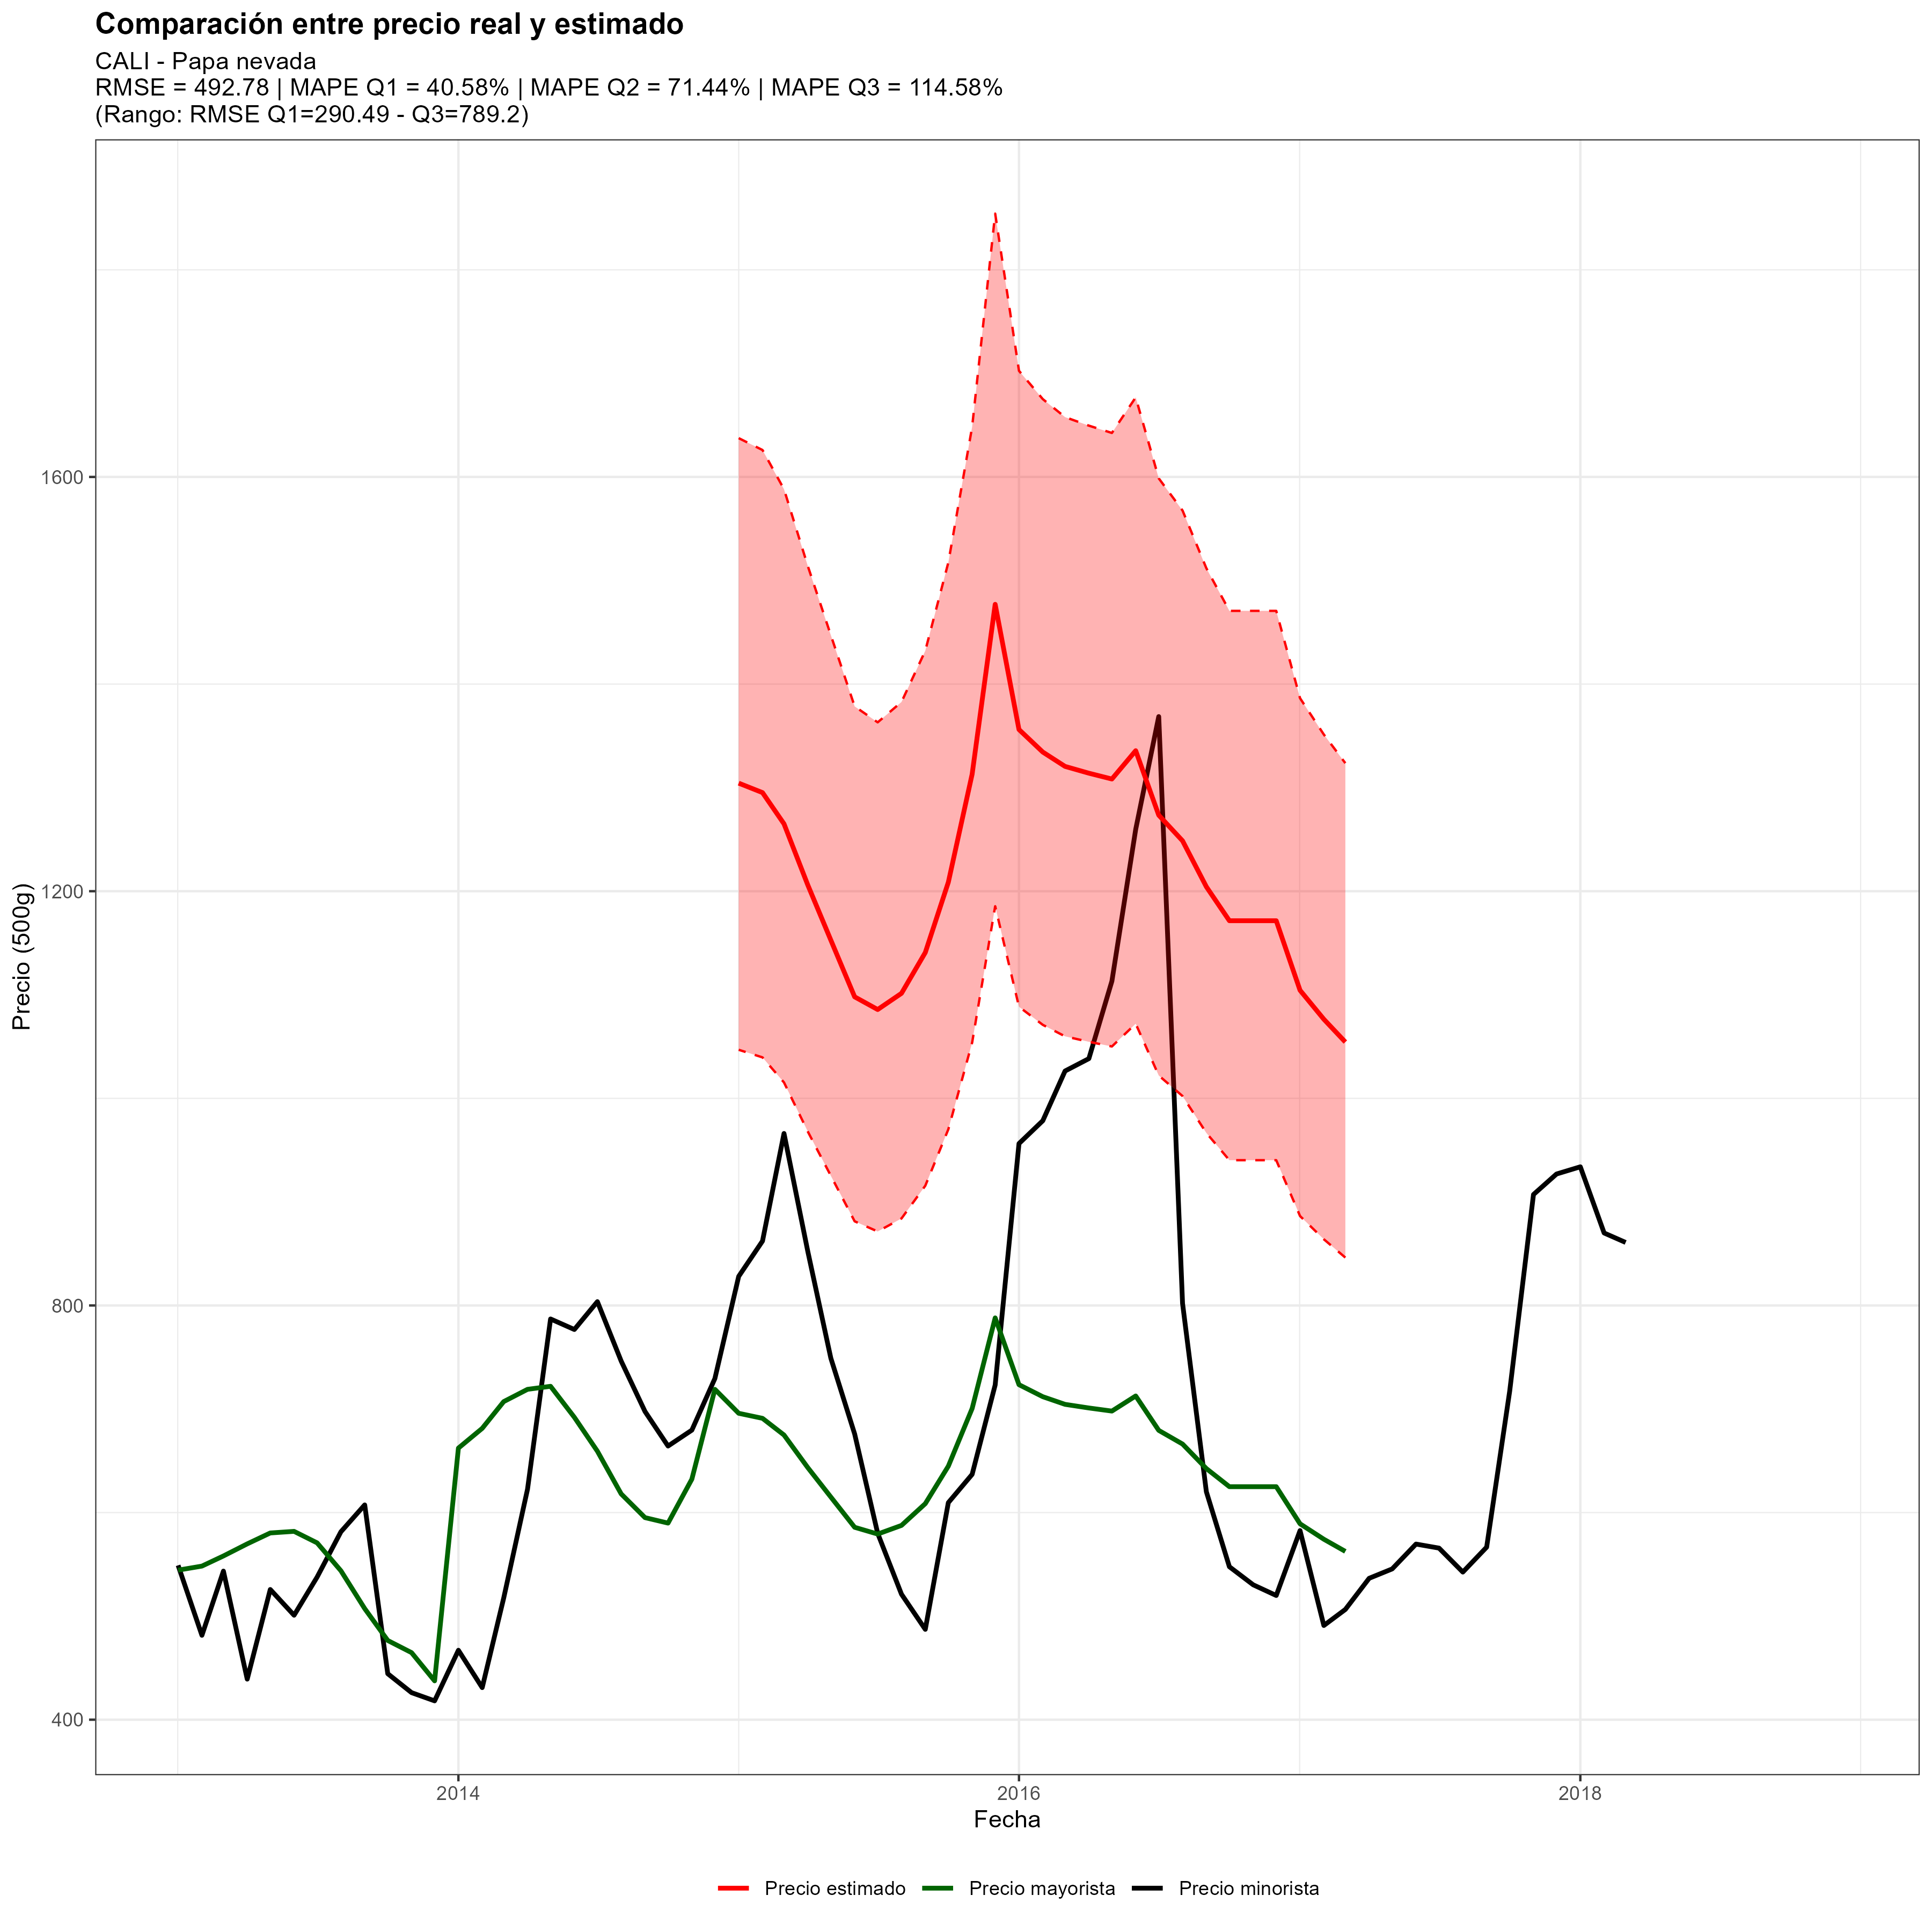 Comparación entre precio real y estimado
CALI - Papa nevada
RMSE = 492.78 | MAPE Q1 = 40.58% | MAPE Q2 = 71.44% | MAPE Q3 = 114.58%
(Rango: RMSE Q1=290.49 - Q3=789.2)
Precio (500g)
1600
1200
800
400
2014
2016
2018
Fecha
Precio estimado
Precio mayorista
Precio minorista